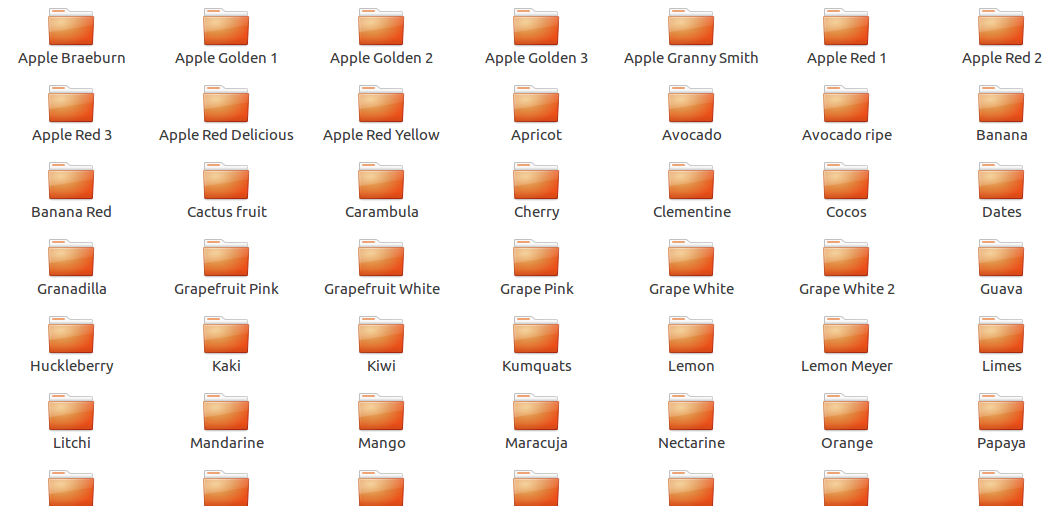 Apple Braeburn Apple Golden 1 Apple Golden 2 Apple Golden 3 Apple Granny Smith Apple Red 1 Apple Red 2
Apple Red 3 Apple Red Delicious Apple Red Yellow Apricot Avocado Avocado ripe Banana
Banana Red Cactus fruit Carambula Cherry Clementine Cocos Dates
Granadilla Grapefruit Pink Grapefruit White Grape Pink Grape White Grape White 2 Guava
Huckleberry Kaki Kiwi Kumquats Lemon Lemon Meyer Limes
Litchi Mandarine Mango Maracuja Nectarine Orange Papaya